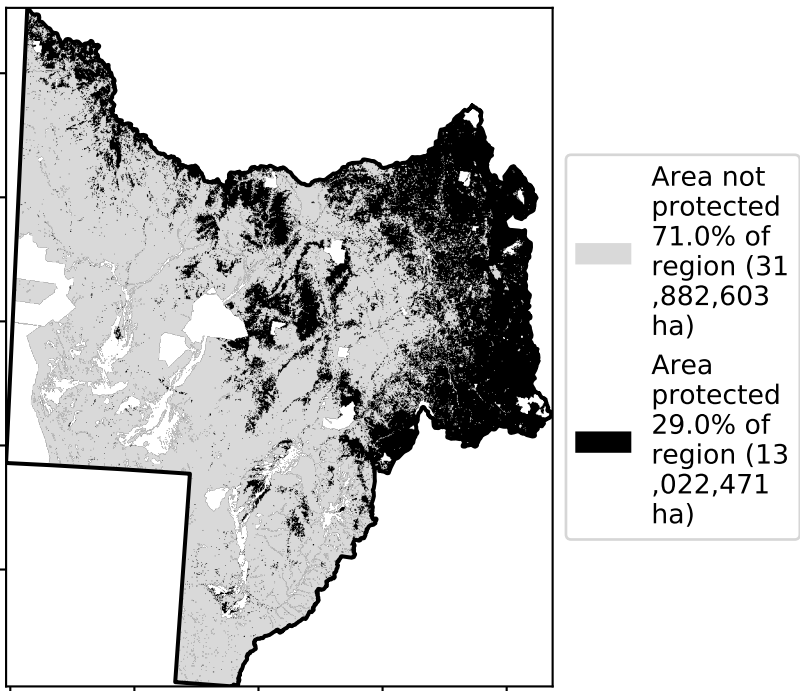 Area not
protected
71.0% of
region (31
,882,603
ha)
Area
protected
29.0% of
region (13
,022,471
ha)